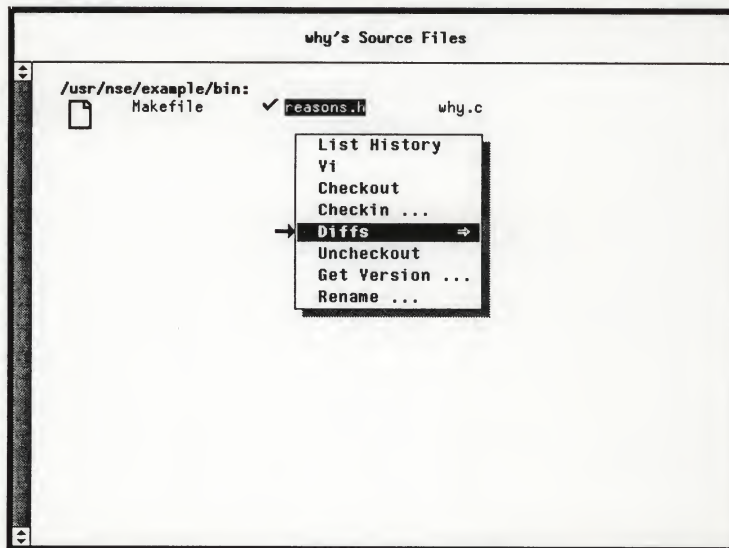 why's Source Files
/usr/nse/example/bin:
Makefile ✓ reasons.h why.c
List History
Vi
Checkout
Checkin ...
Diffs ⇒
Uncheckout
Get Version ...
Rename ...